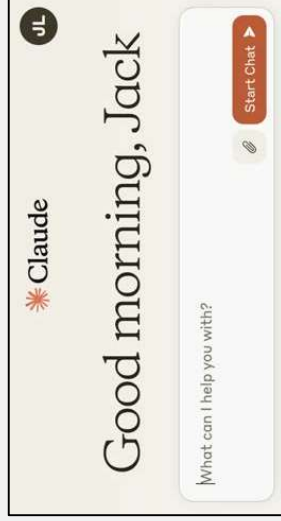 JL
Claude
Good morning, Jack
What can I help you with?
Start Chat